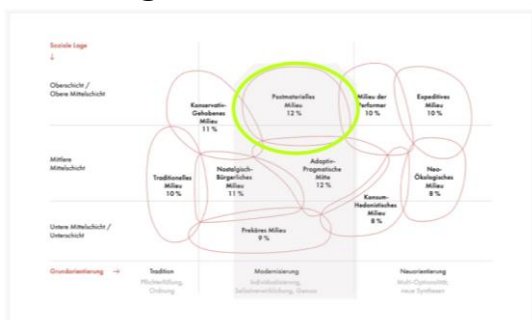 Soziale Lage
↓
Oberschicht /
Obere Mittelschicht
Konservativ-
Gehobenes
Milieu
11 %
Postmaterielles
Milieu
12 %
Milieu der
Performer
10 %
Expeditives
Milieu
10 %
Mittlere
Mittelschicht
Traditionelles
Milieu
10 %
Nostalgisch-
Bürgerliches
Milieu
11 %
Adaptiv-
Pragmatische
Mitte
12 %
Konsum-
Hedonistisches
Milieu
8 %
Neo-
Ökologisches
Milieu
8 %
Untere Mittelschicht /
Unterschicht
Prekäres Milieu
9 %
Grundorientierung →
Tradition
Pflichterfüllung,
Ordnung
Modernisierung
Individualisierung,
Selbstverwirklichung, Genuss
Neuorientierung
Multi-Optionalität,
neue Synthesen